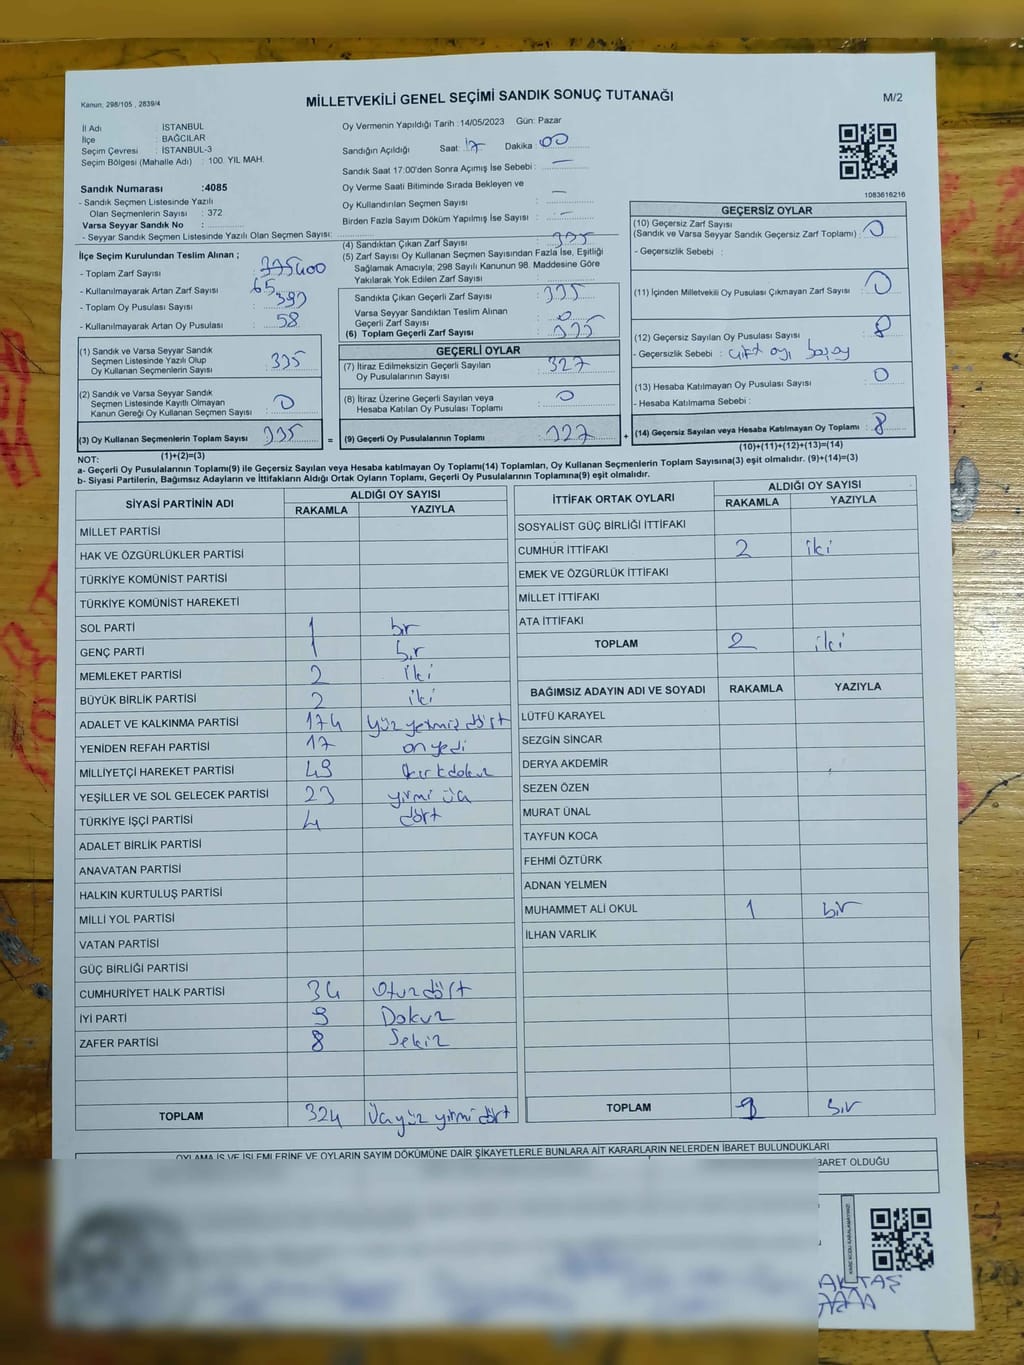 Kanun; 298/105 , 2839/4
MİLLETVEKİLİ GENEL SEÇİMİ SANDIK SONUÇ TUTANAĞI
M/2
İl Adı : İSTANBUL
İlçe : BAĞCILAR
Seçim Çevresi : İSTANBUL-3
Seçim Bölgesi (Mahalle Adı) : 100. YIL MAH.
Sandık Numarası :4085
- Sandık Seçmen Listesinde Yazılı
Olan Seçmenlerin Sayısı : 372
Varsa Seyyar Sandık No :
- Seyyar Sandık Seçmen Listesinde Yazılı Olan Seçmen Sayısı:
Oy Vermenin Yapıldığı Tarih :14/05/2023 Gün: Pazar
Sandığın Açıldığı Saat: 17 Dakika : 00
Sandık Saat 17:00'den Sonra Açımış İse Sebebi : —
Oy Verme Saati Bitiminde Sırada Bekleyen ve
Oy Kullandırılan Seçmen Sayısı : —
Birden Fazla Sayım Döküm Yapılmış İse Sayısı : —
1083616216
İlçe Seçim Kurulundan Teslim Alınan ;
- Toplam Zarf Sayısı : 400
- Kullanılmayarak Artan Zarf Sayısı : 65
- Toplam Oy Pusulası Sayısı : 393
- Kullanılmayarak Artan Oy Pusulası : 58
(1) Sandık ve Varsa Seyyar Sandık
Seçmen Listesinde Yazılı Olup
Oy Kullanan Seçmenlerin Sayısı : 335
(2) Sandık ve Varsa Seyyar Sandık
Seçmen Listesinde Kayıtlı Olmayan
Kanun Gereği Oy Kullanan Seçmen Sayısı : 0
(3) Oy Kullanan Seçmenlerin Toplam Sayısı 335 =
(1)+(2)=(3)
(4) Sandıktan Çıkan Zarf Sayısı : 335
(5) Zarf Sayısı Oy Kullanan Seçmen Sayısından Fazla İse, Eşitliği
Sağlamak Amacıyla; 298 Sayılı Kanunun 98. Maddesine Göre
Yakılarak Yok Edilen Zarf Sayısı :
Sandıkta Çıkan Geçerli Zarf Sayısı : 335
Varsa Seyyar Sandıktan Teslim Alınan
Geçerli Zarf Sayısı : 0
(6) Toplam Geçerli Zarf Sayısı : 335
GEÇERLİ OYLAR
(7) İtiraz Edilmeksizin Geçerli Sayılan
Oy Pusulalarının Sayısı : 327
(8) İtiraz Üzerine Geçerli Sayılan veya
Hesaba Katılan Oy Pusulası Toplamı : 0
(9) Geçerli Oy Pusulalarının Toplamı : 327 +
GEÇERSİZ OYLAR
(10) Geçersiz Zarf Sayısı
(Sandık ve Varsa Seyyar Sandık Geçersiz Zarf Toplamı) : 0
- Geçersizlik Sebebi :
(11) İçinden Milletvekili Oy Pusulası Çıkmayan Zarf Sayısı : 0
(12) Geçersiz Sayılan Oy Pusulası Sayısı : 8
- Geçersizlik Sebebi : çift oy, boş oy
(13) Hesaba Katılmayan Oy Pusulası Sayısı : 0
- Hesaba Katılmama Sebebi :
(14) Geçersiz Sayılan veya Hesaba Katılmayan Oy Toplamı : 8
(10)+(11)+(12)+(13)=(14)
NOT:
a- Geçerli Oy Pusulalarının Toplamı(9) ile Geçersiz Sayılan veya Hesaba katılmayan Oy Toplamı(14) Toplamları, Oy Kullanan Seçmenlerin Toplam Sayısına(3) eşit olmalıdır. (9)+(14)=(3)
b- Siyasi Partilerin, Bağımsız Adayların ve İttifakların Aldığı Ortak Oyların Toplamı, Geçerli Oy Pusulalarının Toplamına(9) eşit olmalıdır.
SİYASİ PARTİNİN ADI ALDIĞI OY SAYISI
RAKAMLA YAZIYLA
MİLLET PARTİSİ
HAK VE ÖZGÜRLÜKLER PARTİSİ
TÜRKİYE KOMÜNİST PARTİSİ
TÜRKİYE KOMÜNİST HAREKETİ
SOL PARTİ 1 bir
GENÇ PARTİ 1 bir
MEMLEKET PARTİSİ 2 iki
BÜYÜK BİRLİK PARTİSİ 2 iki
ADALET VE KALKINMA PARTİSİ 174 Yüz yetmiş dört
YENİDEN REFAH PARTİSİ 17 on yedi
MİLLİYETÇİ HAREKET PARTİSİ 49 kırk dokuz
YEŞİLLER VE SOL GELECEK PARTİSİ 23 yirmi üç
TÜRKİYE İŞÇİ PARTİSİ 4 dört
ADALET BİRLİK PARTİSİ
ANAVATAN PARTİSİ
HALKIN KURTULUŞ PARTİSİ
MİLLİ YOL PARTİSİ
VATAN PARTİSİ
GÜÇ BİRLİĞİ PARTİSİ
CUMHURİYET HALK PARTİSİ 34 Otuz dört
İYİ PARTİ 9 Dokuz
ZAFER PARTİSİ 8 Sekiz
TOPLAM 324 Üçyüz yirmi dört
İTTİFAK ORTAK OYLARI ALDIĞI OY SAYISI
RAKAMLA YAZIYLA
SOSYALİST GÜÇ BİRLİĞİ İTTİFAKI
CUMHUR İTTİFAKI 2 iki
EMEK VE ÖZGÜRLÜK İTTİFAKI
MİLLET İTTİFAKI
ATA İTTİFAKI
TOPLAM 2 iki
BAĞIMSIZ ADAYIN ADI VE SOYADI RAKAMLA YAZIYLA
LÜTFÜ KARAYEL
SEZGİN SİNCAR
DERYA AKDEMİR
SEZEN ÖZEN
MURAT ÜNAL
TAYFUN KOCA
FEHMİ ÖZTÜRK
ADNAN YELMEN
MUHAMMET ALİ OKUL 1 bir
İLHAN VARLIK
TOPLAM 1 bir
OYLAMA İŞ VE İŞLEMLERİNE VE OYLARIN SAYIM DÖKÜMÜNE DAİR ŞİKAYETLERLE BUNLARA AİT KARARLARIN NELERDEN İBARET BULUNDUKLARI
BARET OLDUĞU
AKTAŞ